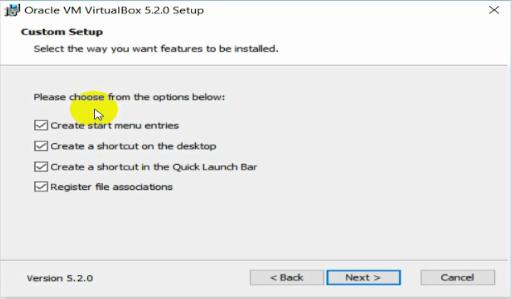 Oracle VM VirtualBox 5.2.0 Setup
Custom Setup
Select the way you want features to be installed.
Please choose from the options below:
Create start menu entries
Create a shortcut on the desktop
Create a shortcut in the Quick Launch Bar
Register file associations
Version 5.2.0
< Back
Next >
Cancel